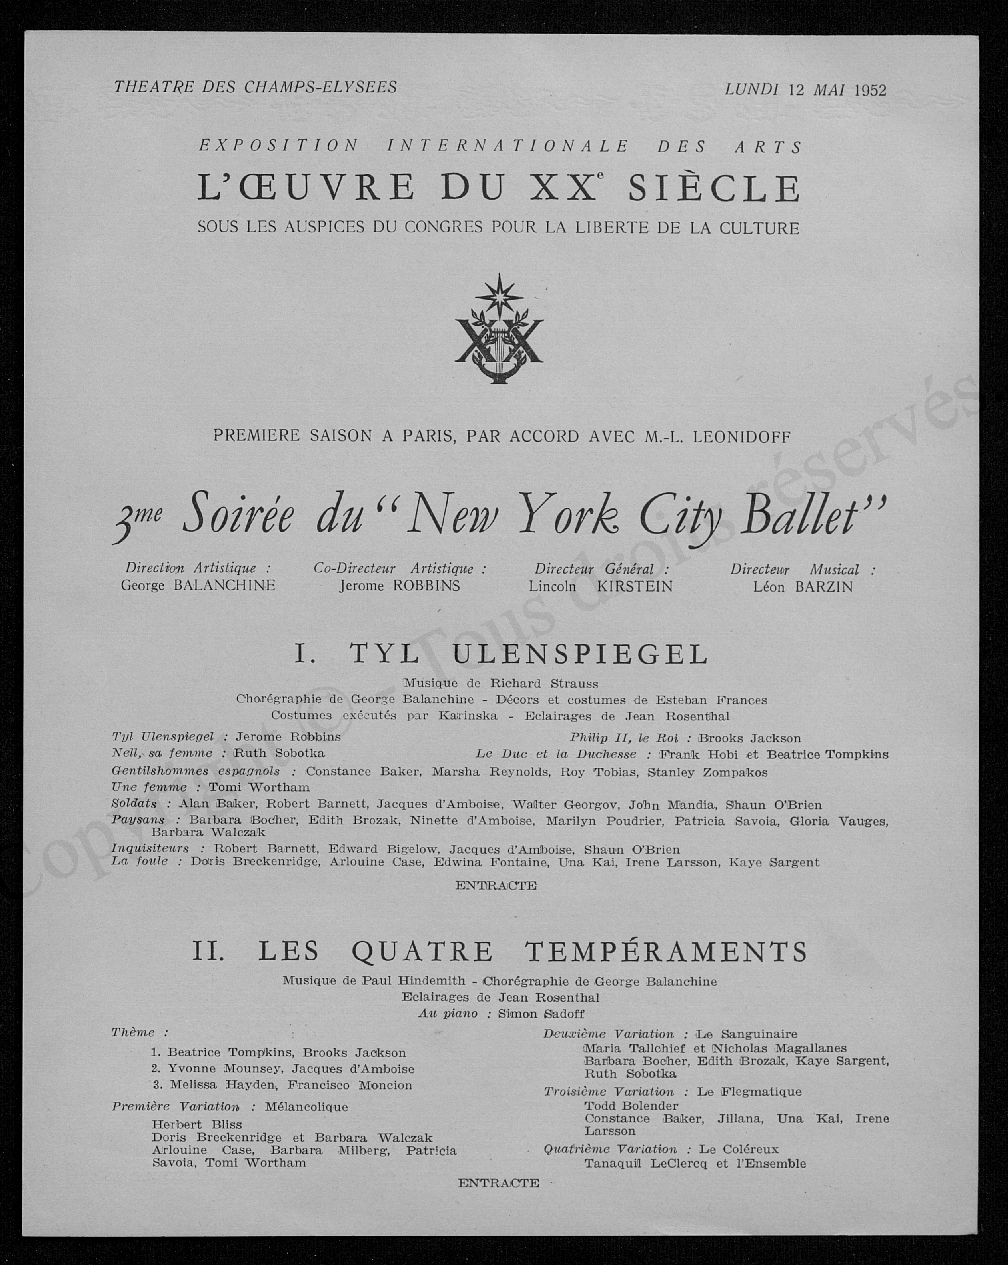 THEATRE DES CHAMPS-ELYSEES
LUNDI 12 MAI 1952
EXPOSITION INTERNATIONALE DES ARTS
L'ŒUVRE DU XXe SIÈCLE
SOUS LES AUSPICES DU CONGRES POUR LA LIBERTE DE LA CULTURE
XX
PREMIERE SAISON A PARIS, PAR ACCORD AVEC M.-L. LEONIDOFF
3me Soirée du "New York City Ballet"
Direction Artistique :
George BALANCHINE
Co-Directeur Artistique :
Jerome ROBBINS
Directeur Général :
Lincoln KIRSTEIN
Directeur Musical :
Léon BARZIN
I. TYL ULENSPIEGEL
Musique de Richard Strauss
Chorégraphie de George Balanchine - Décors et costumes de Esteban Frances
Costumes exécutés par Karinska - Eclairages de Jean Rosenthal
Tyl Ulenspiegel : Jerome Robbins
Philip II, le Roi : Brooks Jackson
Nell, sa femme : Ruth Sobotka
Le Duc et la Duchesse : Frank Hobi et Beatrice Tompkins
Gentilshommes espagnols : Constance Baker, Marsha Reynolds, Roy Tobias, Stanley Zompakos
Une femme : Tomi Wortham
Soldats : Alan Baker, Robert Barnett, Jacques d'Amboise, Walter Georgov, John Mandia, Shaun O'Brien
Paysans : Barbara Bocher, Edith Brozak, Ninette d'Amboise, Marilyn Poudrier, Patricia Savoia, Gloria Vauges,
Barbara Walczak
Inquisiteurs : Robert Barnett, Edward Bigelow, Jacques d'Amboise, Shaun O'Brien
La foule : Doris Breckenridge, Arlouine Case, Edwina Fontaine, Una Kai, Irene Larsson, Kaye Sargent
ENTRACTE
II. LES QUATRE TEMPÉRAMENTS
Musique de Paul Hindemith - Chorégraphie de George Balanchine
Eclairages de Jean Rosenthal
Au piano : Simon Sadoff
Thème :
1. Beatrice Tompkins, Brooks Jackson
2. Yvonne Mounsey, Jacques d'Amboise
3. Melissa Hayden, Francisco Moncion
Première Variation : Mélancolique
Herbert Bliss
Doris Breckenridge et Barbara Walczak
Arlouine Case, Barbara Milberg, Patricia
Savoia, Tomi Wortham
Deuxième Variation : Le Sanguinaire
Maria Tallchief et Nicholas Magallanes
Barbara Bocher, Edith Brozak, Kaye Sargent,
Ruth Sobotka
Troisième Variation : Le Flegmatique
Todd Bolender
Constance Baker, Jillana, Una Kai, Irene
Larsson
Quatrième Variation : Le Coléreux
Tanaquil LeClercq et l'Ensemble
ENTRACTE
Copyright © - Tous droits réservés